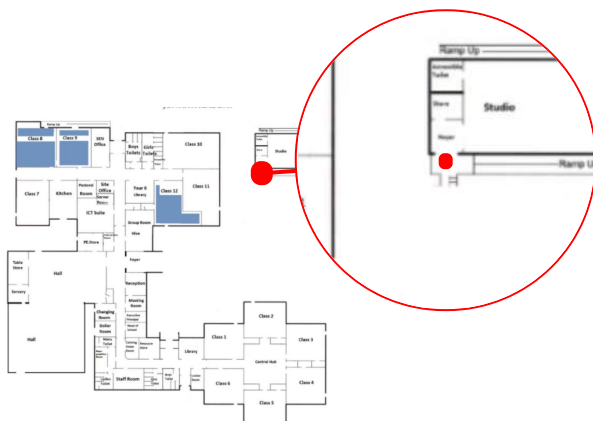 Ramp Up
Accessible
Toilet
Store
Studio
Foyer
Ramp Up
Ramp Up
Class 8
Class 9
SEN
Office
Boys
Toilets
Girls
Toilets
Class 10
Ramp Up
Store
Studio
Class 7
Kitchen
Pastoral
Room
Site
Office
Server
Room
Year 6
Library
Class 12
Class 11
ICT Suite
Group Room
Hive
PE Store
Foyer
Table
Store
Servery
Hall
Reception
Meeting
Room
Hall
Changing
Room
Boiler
Room
Class 1
Class 2
Class 3
Library
Central Hub
Staff Room
Class 6
Class 4
Class 5